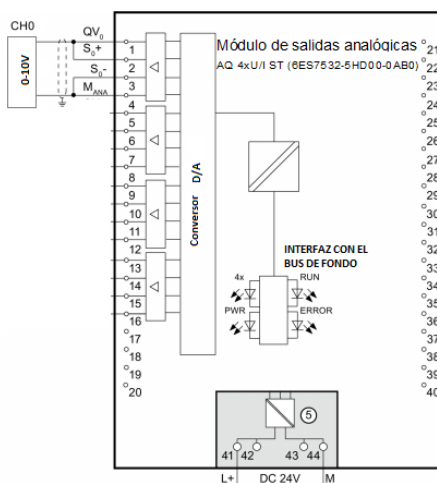 CH0
0-10V
QV0
S0+
S0-
MANA
1
2
3
4
5
6
7
8
9
10
11
12
13
14
15
16
17
18
19
20
Conversor D/A
Módulo de salidas analógicas
AQ 4xU/I ST (6ES7532-5HD00-0AB0)
INTERFAZ CON EL
BUS DE FONDO
4x
RUN
PWR
ERROR
21
22
23
24
25
26
27
28
29
30
31
32
33
34
35
36
37
38
39
40
5
41
42
43
44
L+
DC 24V
M